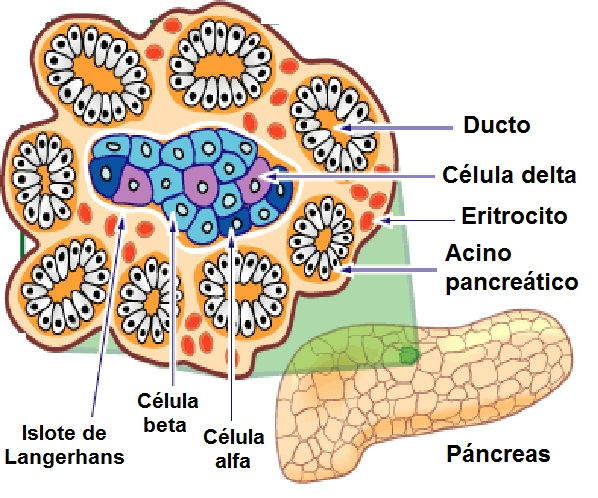 Ducto
Célula delta
Eritrocito
Acino
pancreático
Célula
beta
Islote de
Langerhans
Célula
alfa
Páncreas